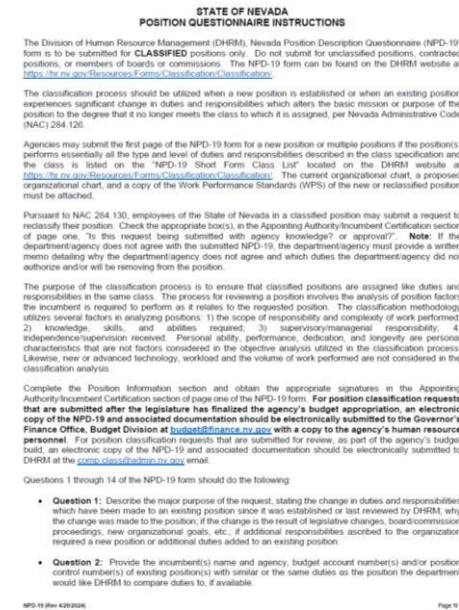 STATE OF NEVADA
POSITION QUESTIONNAIRE INSTRUCTIONS
The Division of Human Resource Management (DHRM), Nevada Position Description Questionnaire (NPD-19)
form is to be submitted for CLASSIFIED positions only. Do not submit for unclassified positions, contracted
positions, or members of boards or commissions. The NPD-19 form can be found on the DHRM website a
https://hr.nv.gov/Resources/Forms/Classification/Classification/.
The classification process should be utilized when a new position is established or when an existing position
experiences significant change in duties and responsibilities which alters the basic mission or purpose of the
position to the degree that it no longer meets the class to which it is assigned, per Nevada Administrative Code
(NAC) 284.126.
Agencies may submit the first page of the NPD-19 form for a new position or multiple positions if the position(s
performs essentially all the type and level of duties and responsibilities described in the class specification and
the class is listed on the "NPD-19 Short Form Class List" located on the DHRM website a
https://hr.nv.gov/Resources/Forms/Classification/Classification/. The current organizational chart, a proposed
organizational chart, and a copy of the Work Performance Standards (WPS) of the new or reclassified position
must be attached.
Pursuant to NAC 284.130, employees of the State of Nevada in a classified position may submit a request to
reclassify their position. Check the appropriate box(s), in the Appointing Authority/Incumbent Certification section
of page one, "Is this request being submitted with agency knowledge? or approval?". Note: If the
department/agency does not agree with the submitted NPD-19, the department/agency must provide a written
memo detailing why the department/agency does not agree and which duties the department/agency did not
authorize and/or will be removing from the position.
The purpose of the classification process is to ensure that classified positions are assigned like duties and
responsibilities in the same class. The process for reviewing a position involves the analysis of position factors
the incumbent is required to perform as it relates to the requested position. The classification methodology
utilizes several factors in analyzing positions: 1) the scope of responsibility and complexity of work performed;
2) knowledge, skills, and abilities required; 3) supervisory/managerial responsibility; 4
independence/supervision received. Personal ability, performance, dedication, and longevity are persona
characteristics that are not factors considered in the objective analysis utilized in the classification process.
Likewise, new or advanced technology, workload and the volume of work performed are not considered in the
classification analysis.
Complete the Position Information section and obtain the appropriate signatures in the Appointing
Authority/Incumbent Certification section of page one of the NPD-19 form. For position classification requests
that are submitted after the legislature has finalized the agency's budget appropriation, an electronic
copy of the NPD-19 and associated documentation should be electronically submitted to the Governor's
Finance Office, Budget Division at budget@finance.nv.gov with a copy to the agency's human resource
personnel. For position classification requests that are submitted for review, as part of the agency's budge
build, an electronic copy of the NPD-19 and associated documentation should be electronically submitted to
DHRM at the comp.class@admin.nv.gov email.
Questions 1 through 14 of the NPD-19 form should do the following:
• Question 1: Describe the major purpose of the request, stating the change in duties and responsibilities
which have been made to an existing position since it was established or last reviewed by DHRM; why
the change was made to the position; if the change is the result of legislative changes, board/commission
proceedings, new organizational goals, etc.; if additional responsibilities ascribed to the organization
required a new position or additional duties added to an existing position.
• Question 2: Provide the incumbent(s) name and agency, budget account number(s) and/or position
control number(s) of existing position(s) with similar or the same duties as the position the department
would like DHRM to compare duties to, if available.
NPD-19 (Rev 4/29/2024)